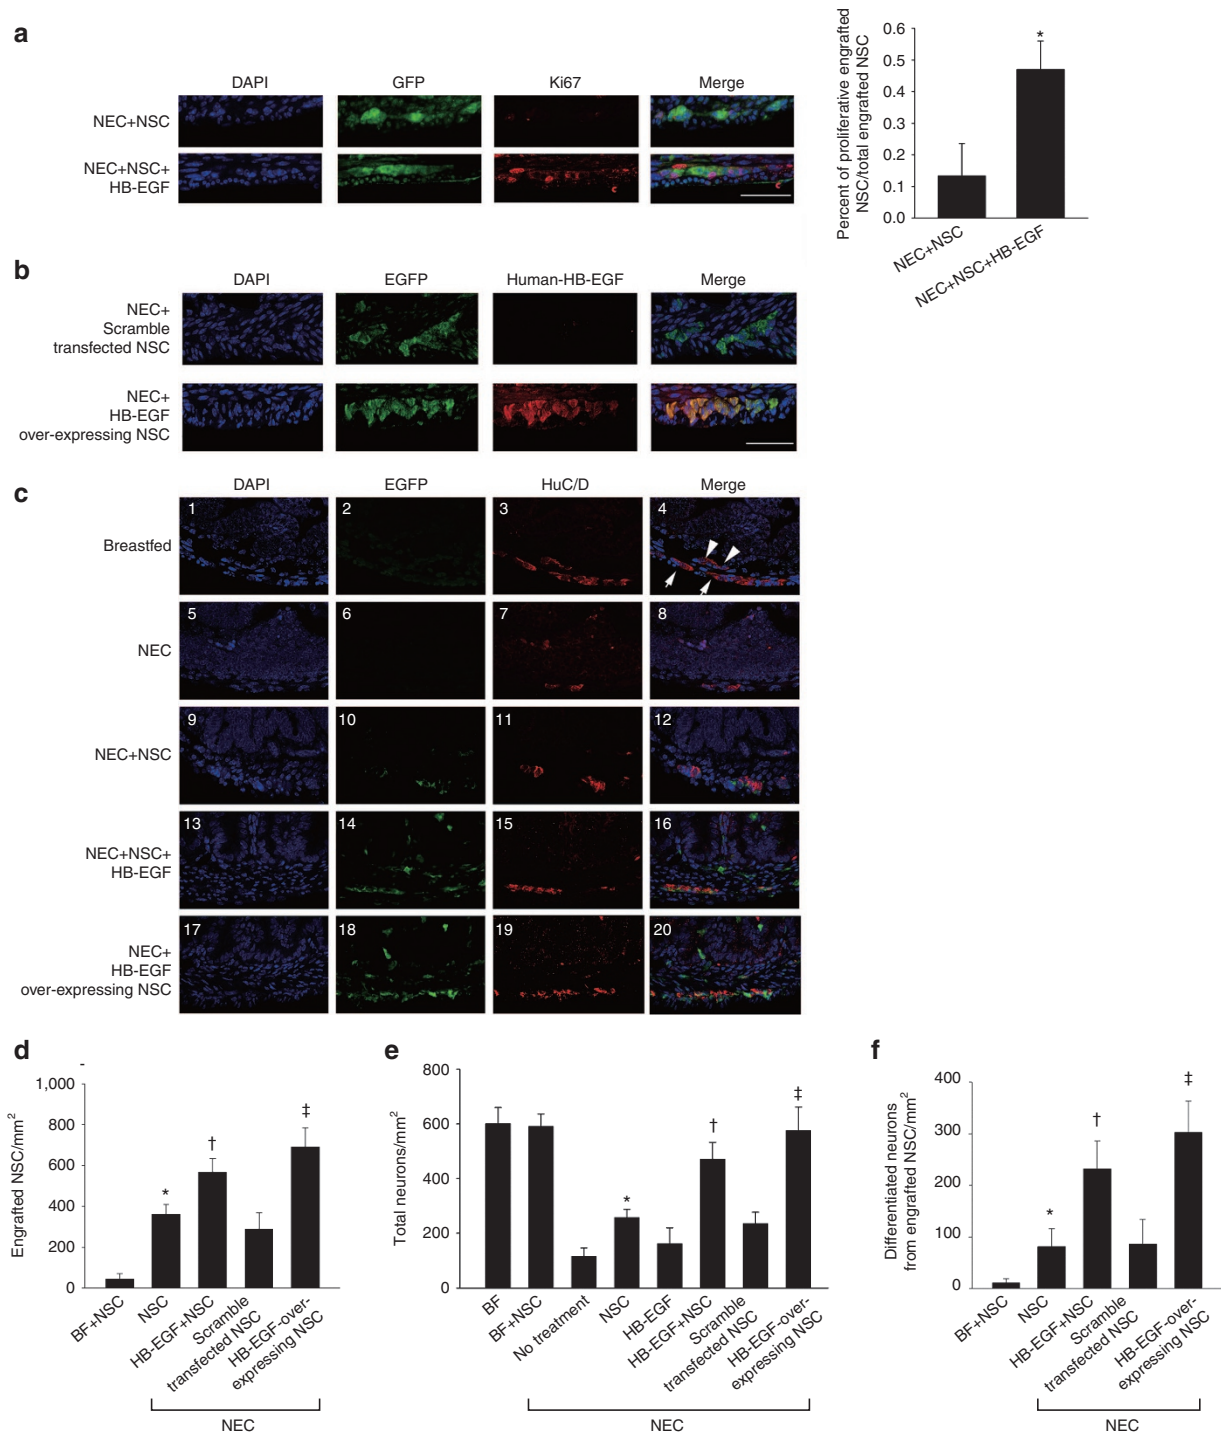 a
DAPI
GFP
Ki67
Merge
NEC+NSC
NEC+NSC+
HB-EGF
Percent of proliferative engrafted
NSC/total engrafted NSC
0.6
0.5
0.4
0.3
0.2
0.1
0.0
*
NEC+NSC
NEC+NSC+HB-EGF
b
DAPI
EGFP
Human-HB-EGF
Merge
NEC+
Scramble
transfected NSC
NEC+
HB-EGF
over-expressing NSC
c
DAPI
EGFP
HuC/D
Merge
Breastfed
1
2
3
4
NEC
5
6
7
8
NEC+NSC
9
10
11
12
NEC+NSC+
HB-EGF
13
14
15
16
NEC+
HB-EGF
over-expressing NSC
17
18
19
20
d
Engrafted NSC/mm²
1,000
800
600
400
200
0
*
†
‡
BF+NSC
NSC
HB-EGF+NSC
Scramble
transfected NSC
HB-EGF-over-
expressing NSC
NEC
e
Total neurons/mm²
800
600
400
200
0
*
†
‡
BF
BF+NSC
No treatment
NSC
HB-EGF
HB-EGF+NSC
Scramble
transfected NSC
HB-EGF-over-
expressing NSC
NEC
f
Differentiated neurons
from engrafted NSC/mm²
400
300
200
100
0
*
†
‡
BF+NSC
NSC
HB-EGF+NSC
Scramble
transfected NSC
HB-EGF-over-
expressing NSC
NEC